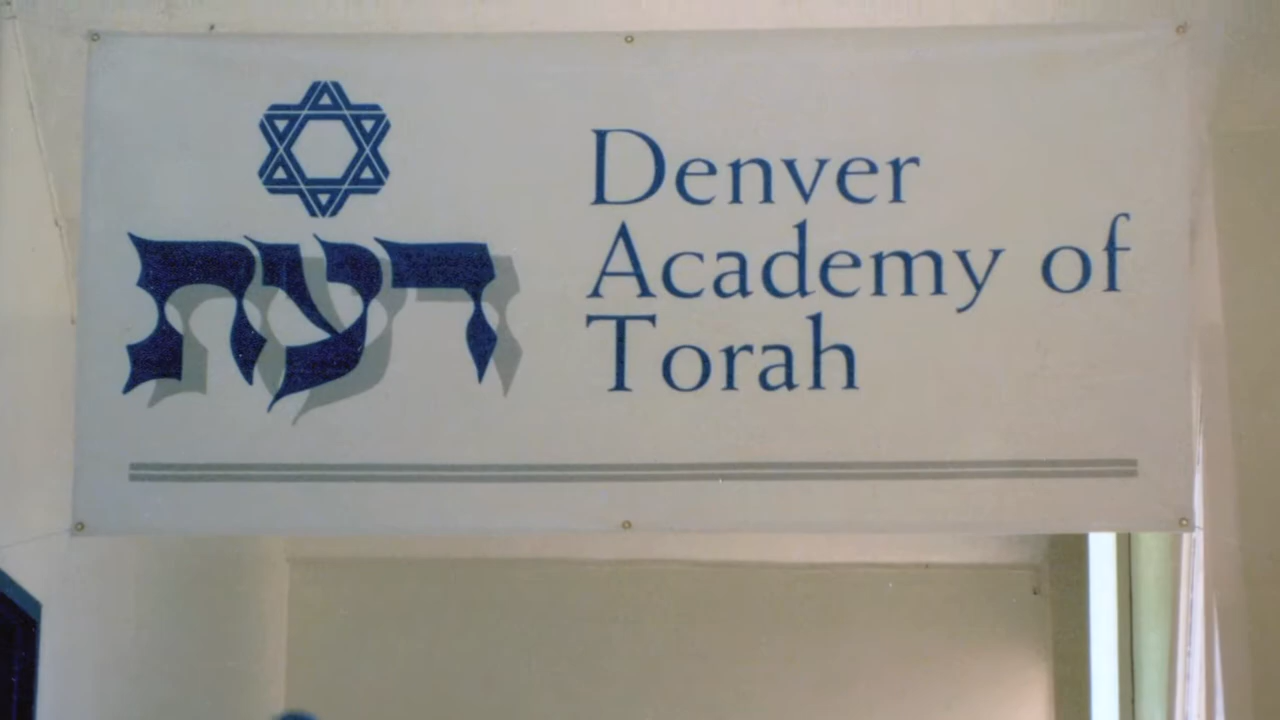 דעת
Denver
Academy of
Torah